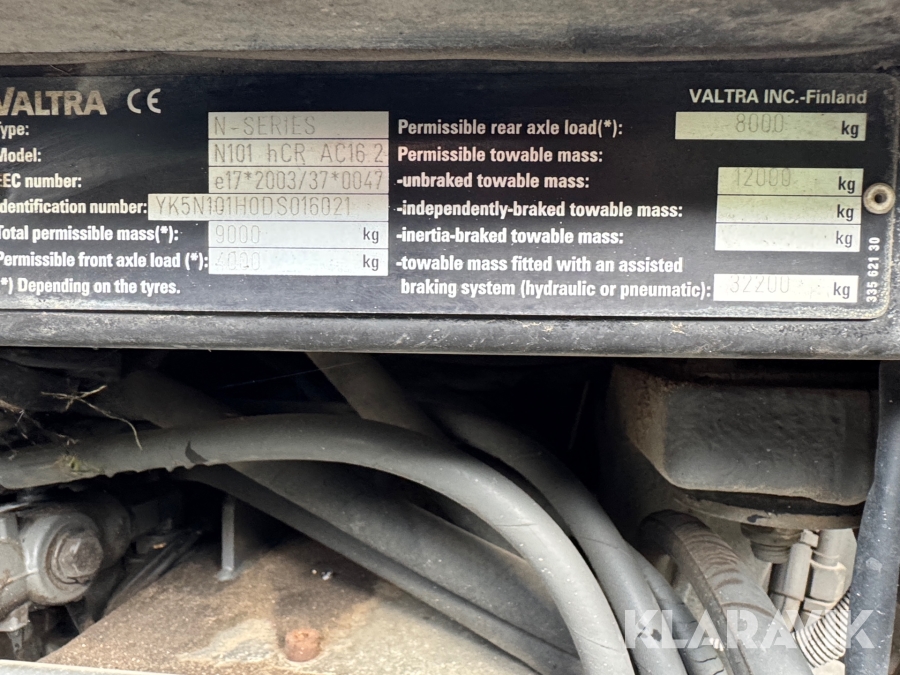 VALTRA CE
VALTRA INC.-Finland
Type: N-SERIES
Model: N101 hCR AC16.2
EEC number: e17*2003/37*0047
Identification number: YK5N101H0DS016021
Total permissible mass(*): 9000 kg
Permissible front axle load (*): 4000 kg
(*) Depending on the tyres.
Permissible rear axle load(*): 8000 kg
Permissible towable mass:
-unbraked towable mass: 12000 kg
-independently-braked towable mass: kg
-inertia-braked towable mass: kg
-towable mass fitted with an assisted
braking system (hydraulic or pneumatic): 32200 kg
335 621 30
KLARAVIK